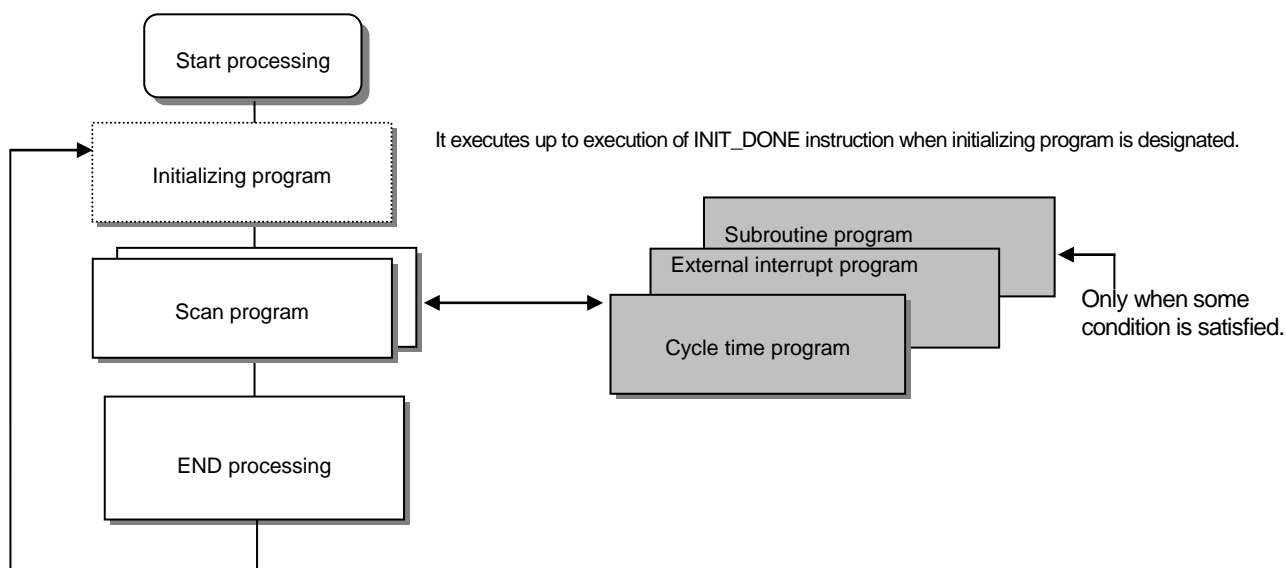 Start processing
It executes up to execution of INIT_DONE instruction when initializing program is designated.
Initializing program
Subroutine program
External interrupt program
Only when some
condition is satisfied.
Scan program
Cycle time program
END processing